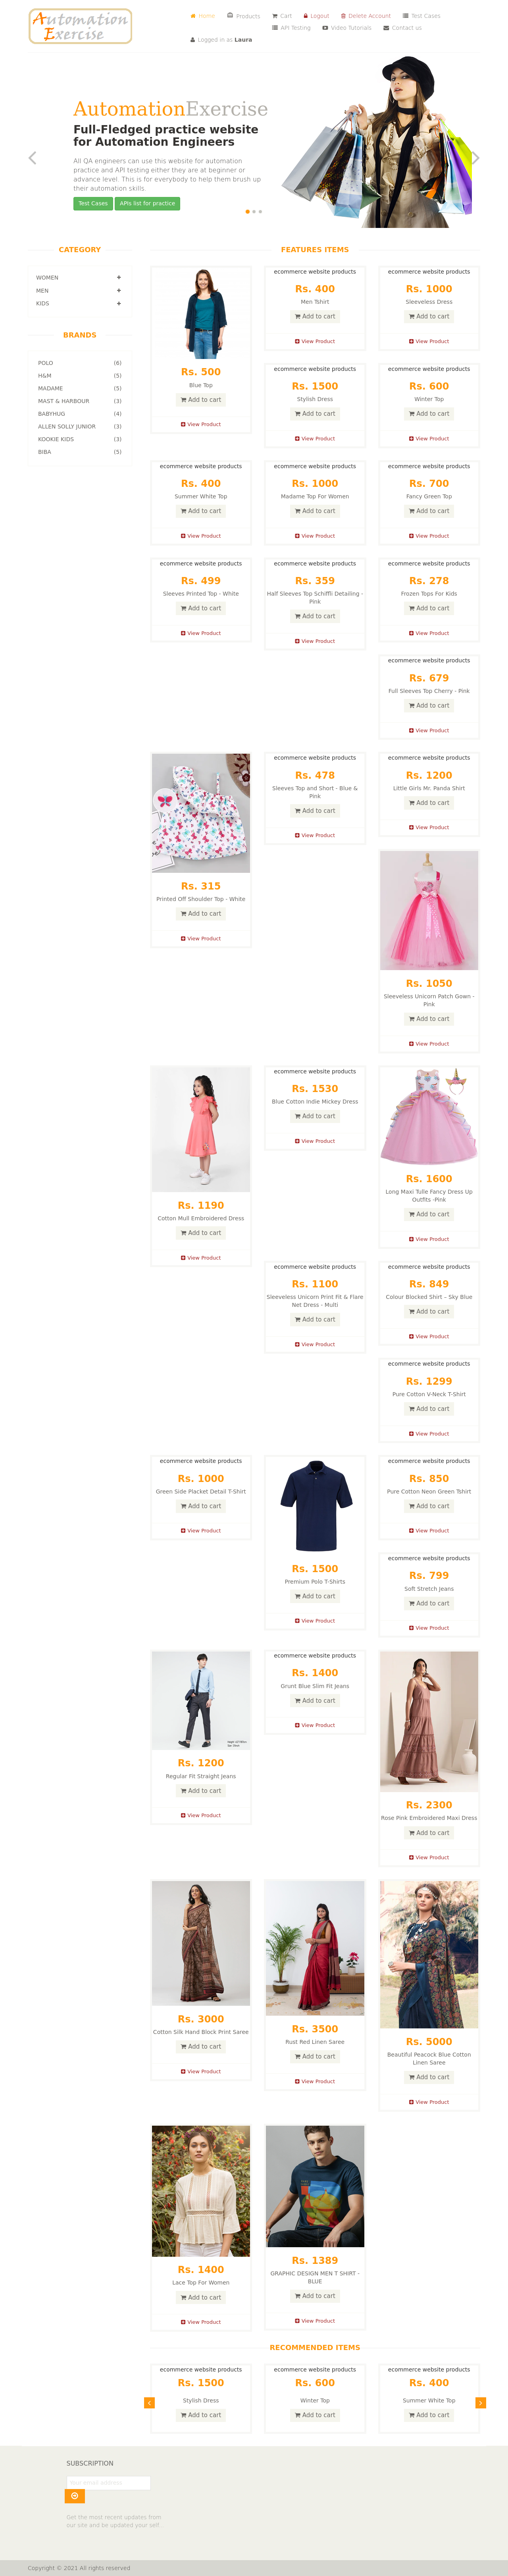 Automation
Exercise
Home
Products
Cart
Logout
Delete Account
Test Cases
API Testing
Video Tutorials
Contact us
Logged in as Laura
AutomationExercise
Full-Fledged practice website
for Automation Engineers
All QA engineers can use this website for automation
practice and API testing either they are at beginner or
advance level. This is for everybody to help them brush up
their automation skills.
Test Cases
APIs list for practice
CATEGORY
WOMEN
MEN
KIDS
BRANDS
POLO (6)
H&M (5)
MADAME (5)
MAST & HARBOUR (3)
BABYHUG (4)
ALLEN SOLLY JUNIOR (3)
KOOKIE KIDS (3)
BIBA (5)
FEATURES ITEMS
Rs. 500
Blue Top
Add to cart
View Product
ecommerce website products
Rs. 400
Men Tshirt
Add to cart
View Product
ecommerce website products
Rs. 1000
Sleeveless Dress
Add to cart
View Product
ecommerce website products
Rs. 1500
Stylish Dress
Add to cart
View Product
ecommerce website products
Rs. 600
Winter Top
Add to cart
View Product
ecommerce website products
Rs. 400
Summer White Top
Add to cart
View Product
ecommerce website products
Rs. 1000
Madame Top For Women
Add to cart
View Product
ecommerce website products
Rs. 700
Fancy Green Top
Add to cart
View Product
ecommerce website products
Rs. 499
Sleeves Printed Top - White
Add to cart
View Product
ecommerce website products
Rs. 359
Half Sleeves Top Schiffli Detailing -
Pink
Add to cart
View Product
ecommerce website products
Rs. 278
Frozen Tops For Kids
Add to cart
View Product
ecommerce website products
Rs. 679
Full Sleeves Top Cherry - Pink
Add to cart
View Product
Rs. 315
Printed Off Shoulder Top - White
Add to cart
View Product
ecommerce website products
Rs. 478
Sleeves Top and Short - Blue &
Pink
Add to cart
View Product
ecommerce website products
Rs. 1200
Little Girls Mr. Panda Shirt
Add to cart
View Product
Rs. 1050
Sleeveless Unicorn Patch Gown -
Pink
Add to cart
View Product
Rs. 1190
Cotton Mull Embroidered Dress
Add to cart
View Product
ecommerce website products
Rs. 1530
Blue Cotton Indie Mickey Dress
Add to cart
View Product
Rs. 1600
Long Maxi Tulle Fancy Dress Up
Outfits -Pink
Add to cart
View Product
ecommerce website products
Rs. 1100
Sleeveless Unicorn Print Fit & Flare
Net Dress - Multi
Add to cart
View Product
ecommerce website products
Rs. 849
Colour Blocked Shirt – Sky Blue
Add to cart
View Product
ecommerce website products
Rs. 1299
Pure Cotton V-Neck T-Shirt
Add to cart
View Product
ecommerce website products
Rs. 1000
Green Side Placket Detail T-Shirt
Add to cart
View Product
Rs. 1500
Premium Polo T-Shirts
Add to cart
View Product
ecommerce website products
Rs. 850
Pure Cotton Neon Green Tshirt
Add to cart
View Product
ecommerce website products
Rs. 799
Soft Stretch Jeans
Add to cart
View Product
Rs. 1200
Regular Fit Straight Jeans
Add to cart
View Product
ecommerce website products
Rs. 1400
Grunt Blue Slim Fit Jeans
Add to cart
View Product
Rs. 2300
Rose Pink Embroidered Maxi Dress
Add to cart
View Product
Rs. 3000
Cotton Silk Hand Block Print Saree
Add to cart
View Product
Rs. 3500
Rust Red Linen Saree
Add to cart
View Product
Rs. 5000
Beautiful Peacock Blue Cotton
Linen Saree
Add to cart
View Product
Rs. 1400
Lace Top For Women
Add to cart
View Product
Rs. 1389
GRAPHIC DESIGN MEN T SHIRT -
BLUE
Add to cart
View Product
RECOMMENDED ITEMS
ecommerce website products
Rs. 1500
Stylish Dress
Add to cart
ecommerce website products
Rs. 600
Winter Top
Add to cart
ecommerce website products
Rs. 400
Summer White Top
Add to cart
SUBSCRIPTION
Your email address
Get the most recent updates from
our site and be updated your self.
Copyright © 2021 All rights reserved